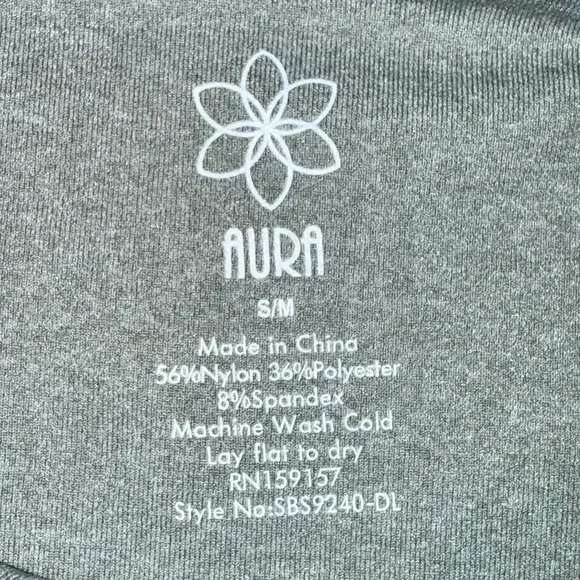 AURA
S/M
Made in China
56%Nylon 36%Polyester
8%Spandex
Machine Wash Cold
Lay flat to dry
RN159157
Style No:SBS9240-DL